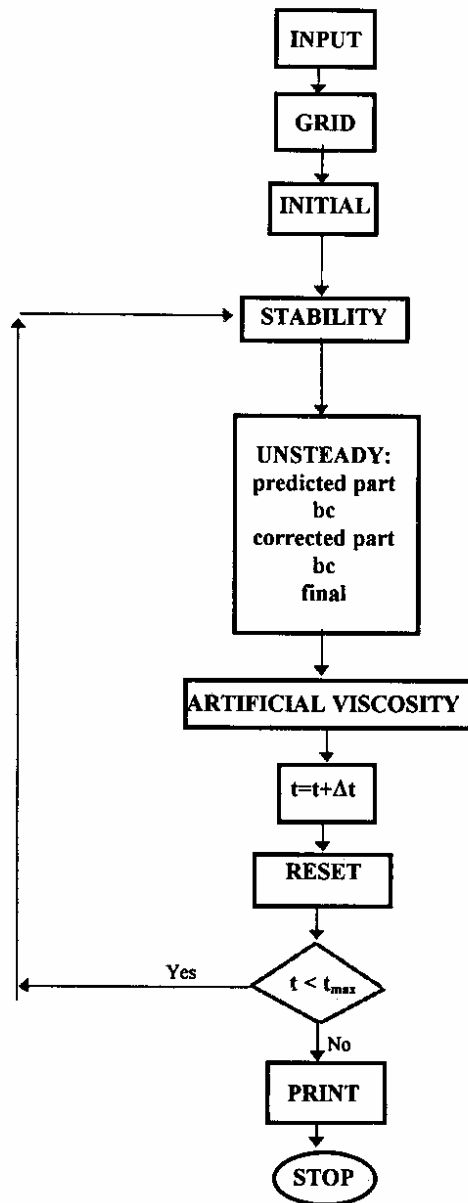 INPUT
GRID
INITIAL
STABILITY
UNSTEADY:
predicted part
bc
corrected part
bc
final
ARTIFICIAL VISCOSITY
t=t+Δt
RESET
Yes
t < tmax
No
PRINT
STOP